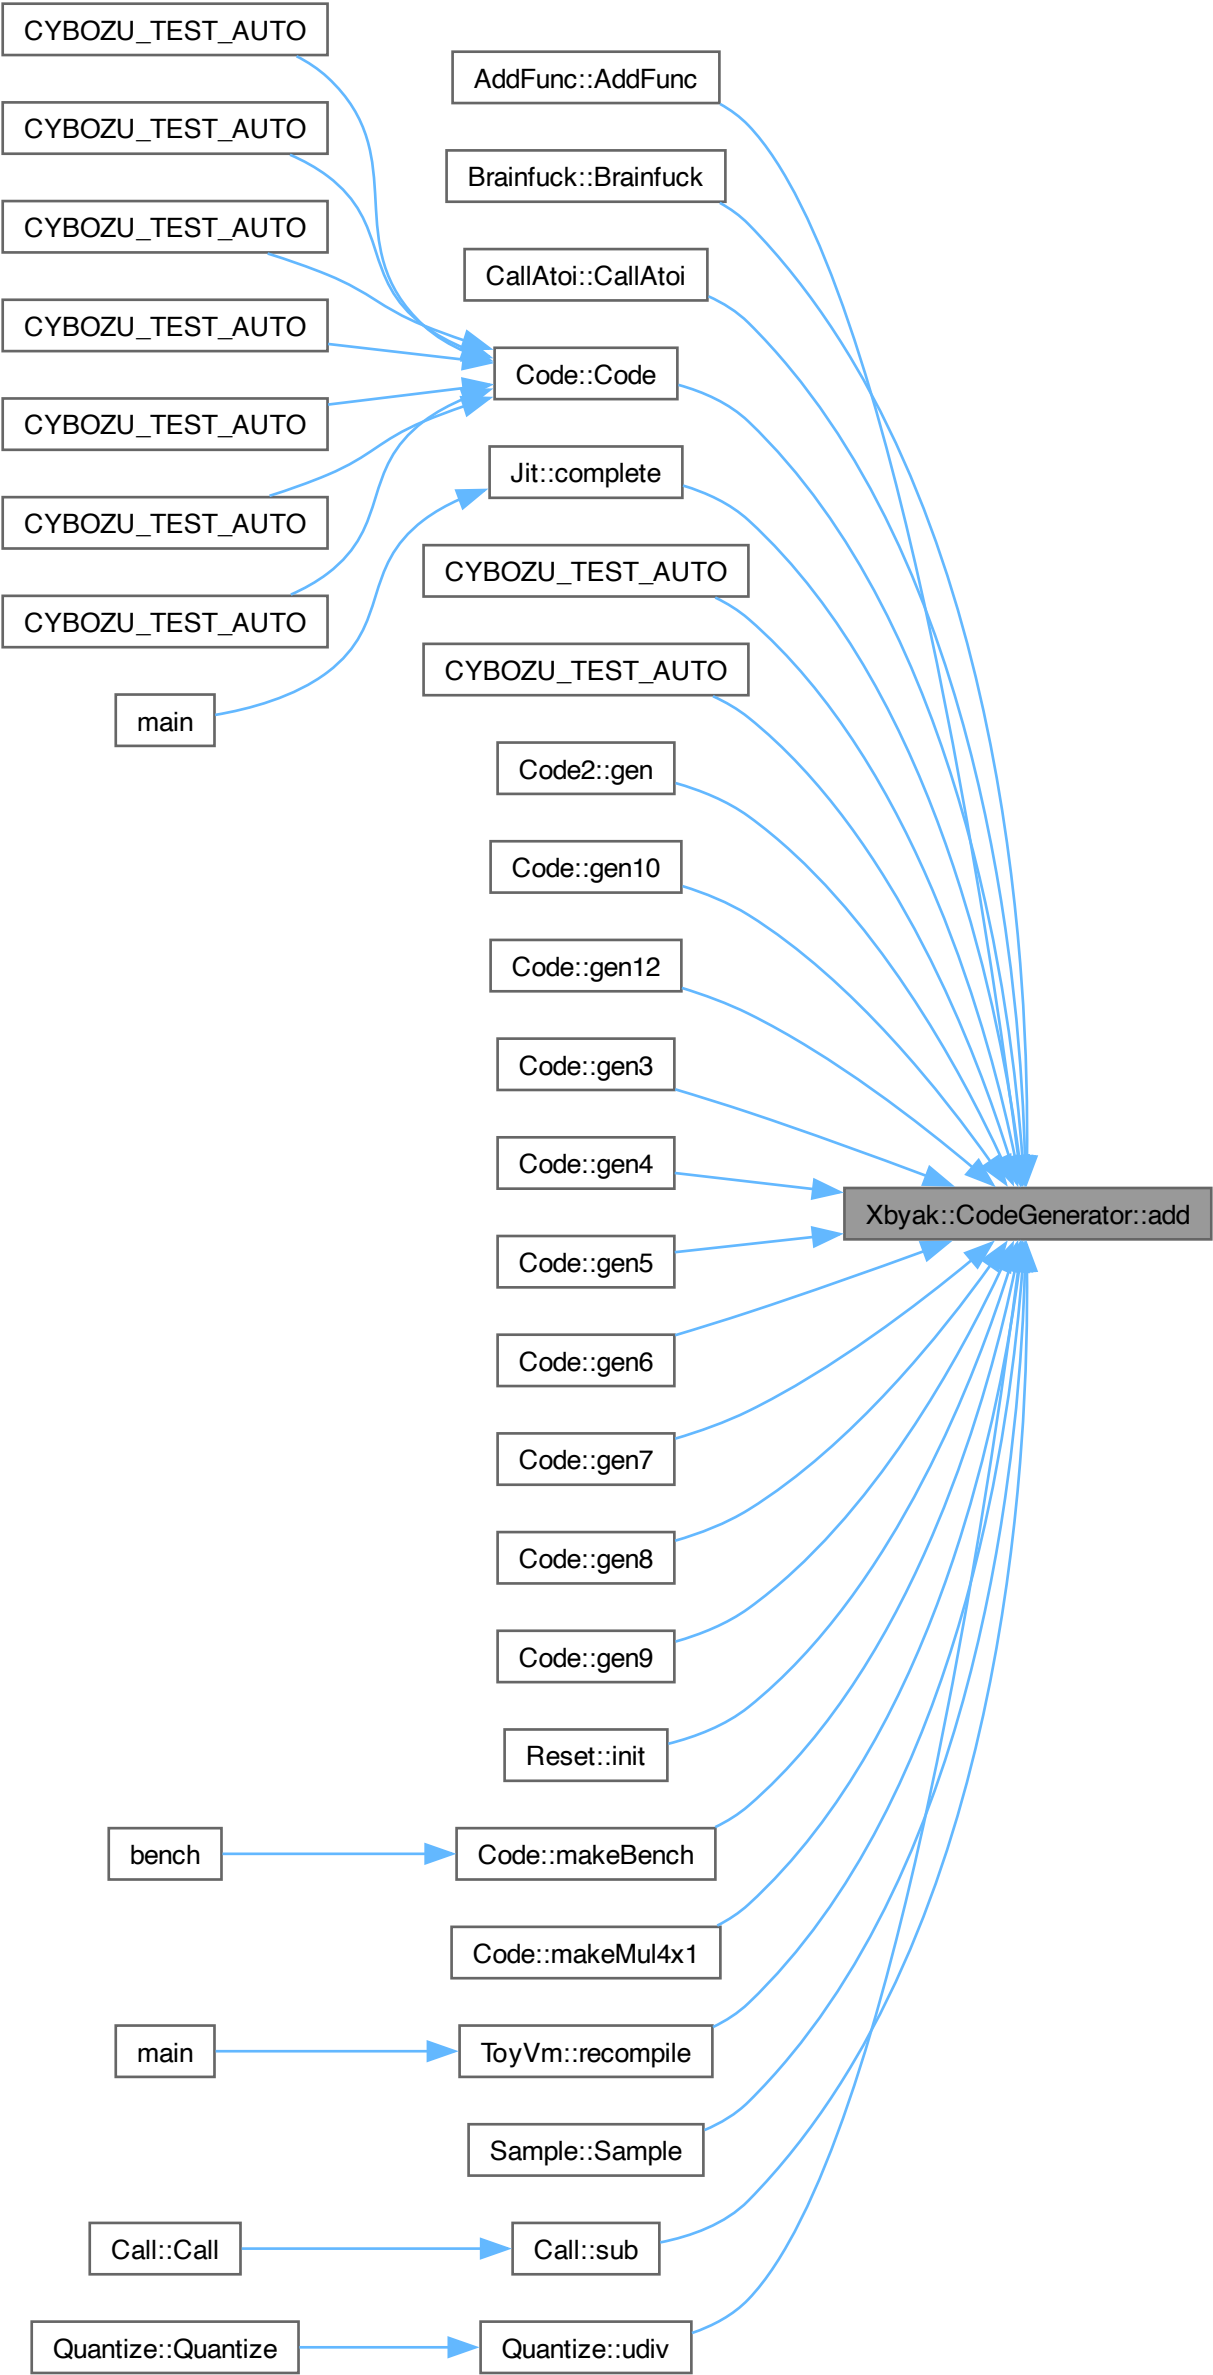 CYBOZU_TEST_AUTO
CYBOZU_TEST_AUTO
CYBOZU_TEST_AUTO
CYBOZU_TEST_AUTO
CYBOZU_TEST_AUTO
CYBOZU_TEST_AUTO
CYBOZU_TEST_AUTO
main
bench
main
Call::Call
Quantize::Quantize
AddFunc::AddFunc
Brainfuck::Brainfuck
CallAtoi::CallAtoi
Code::Code
Jit::complete
CYBOZU_TEST_AUTO
CYBOZU_TEST_AUTO
Code2::gen
Code::gen10
Code::gen12
Code::gen3
Code::gen4
Code::gen5
Code::gen6
Code::gen7
Code::gen8
Code::gen9
Reset::init
Code::makeBench
Code::makeMul4x1
ToyVm::recompile
Sample::Sample
Call::sub
Quantize::udiv
Xbyak::CodeGenerator::add